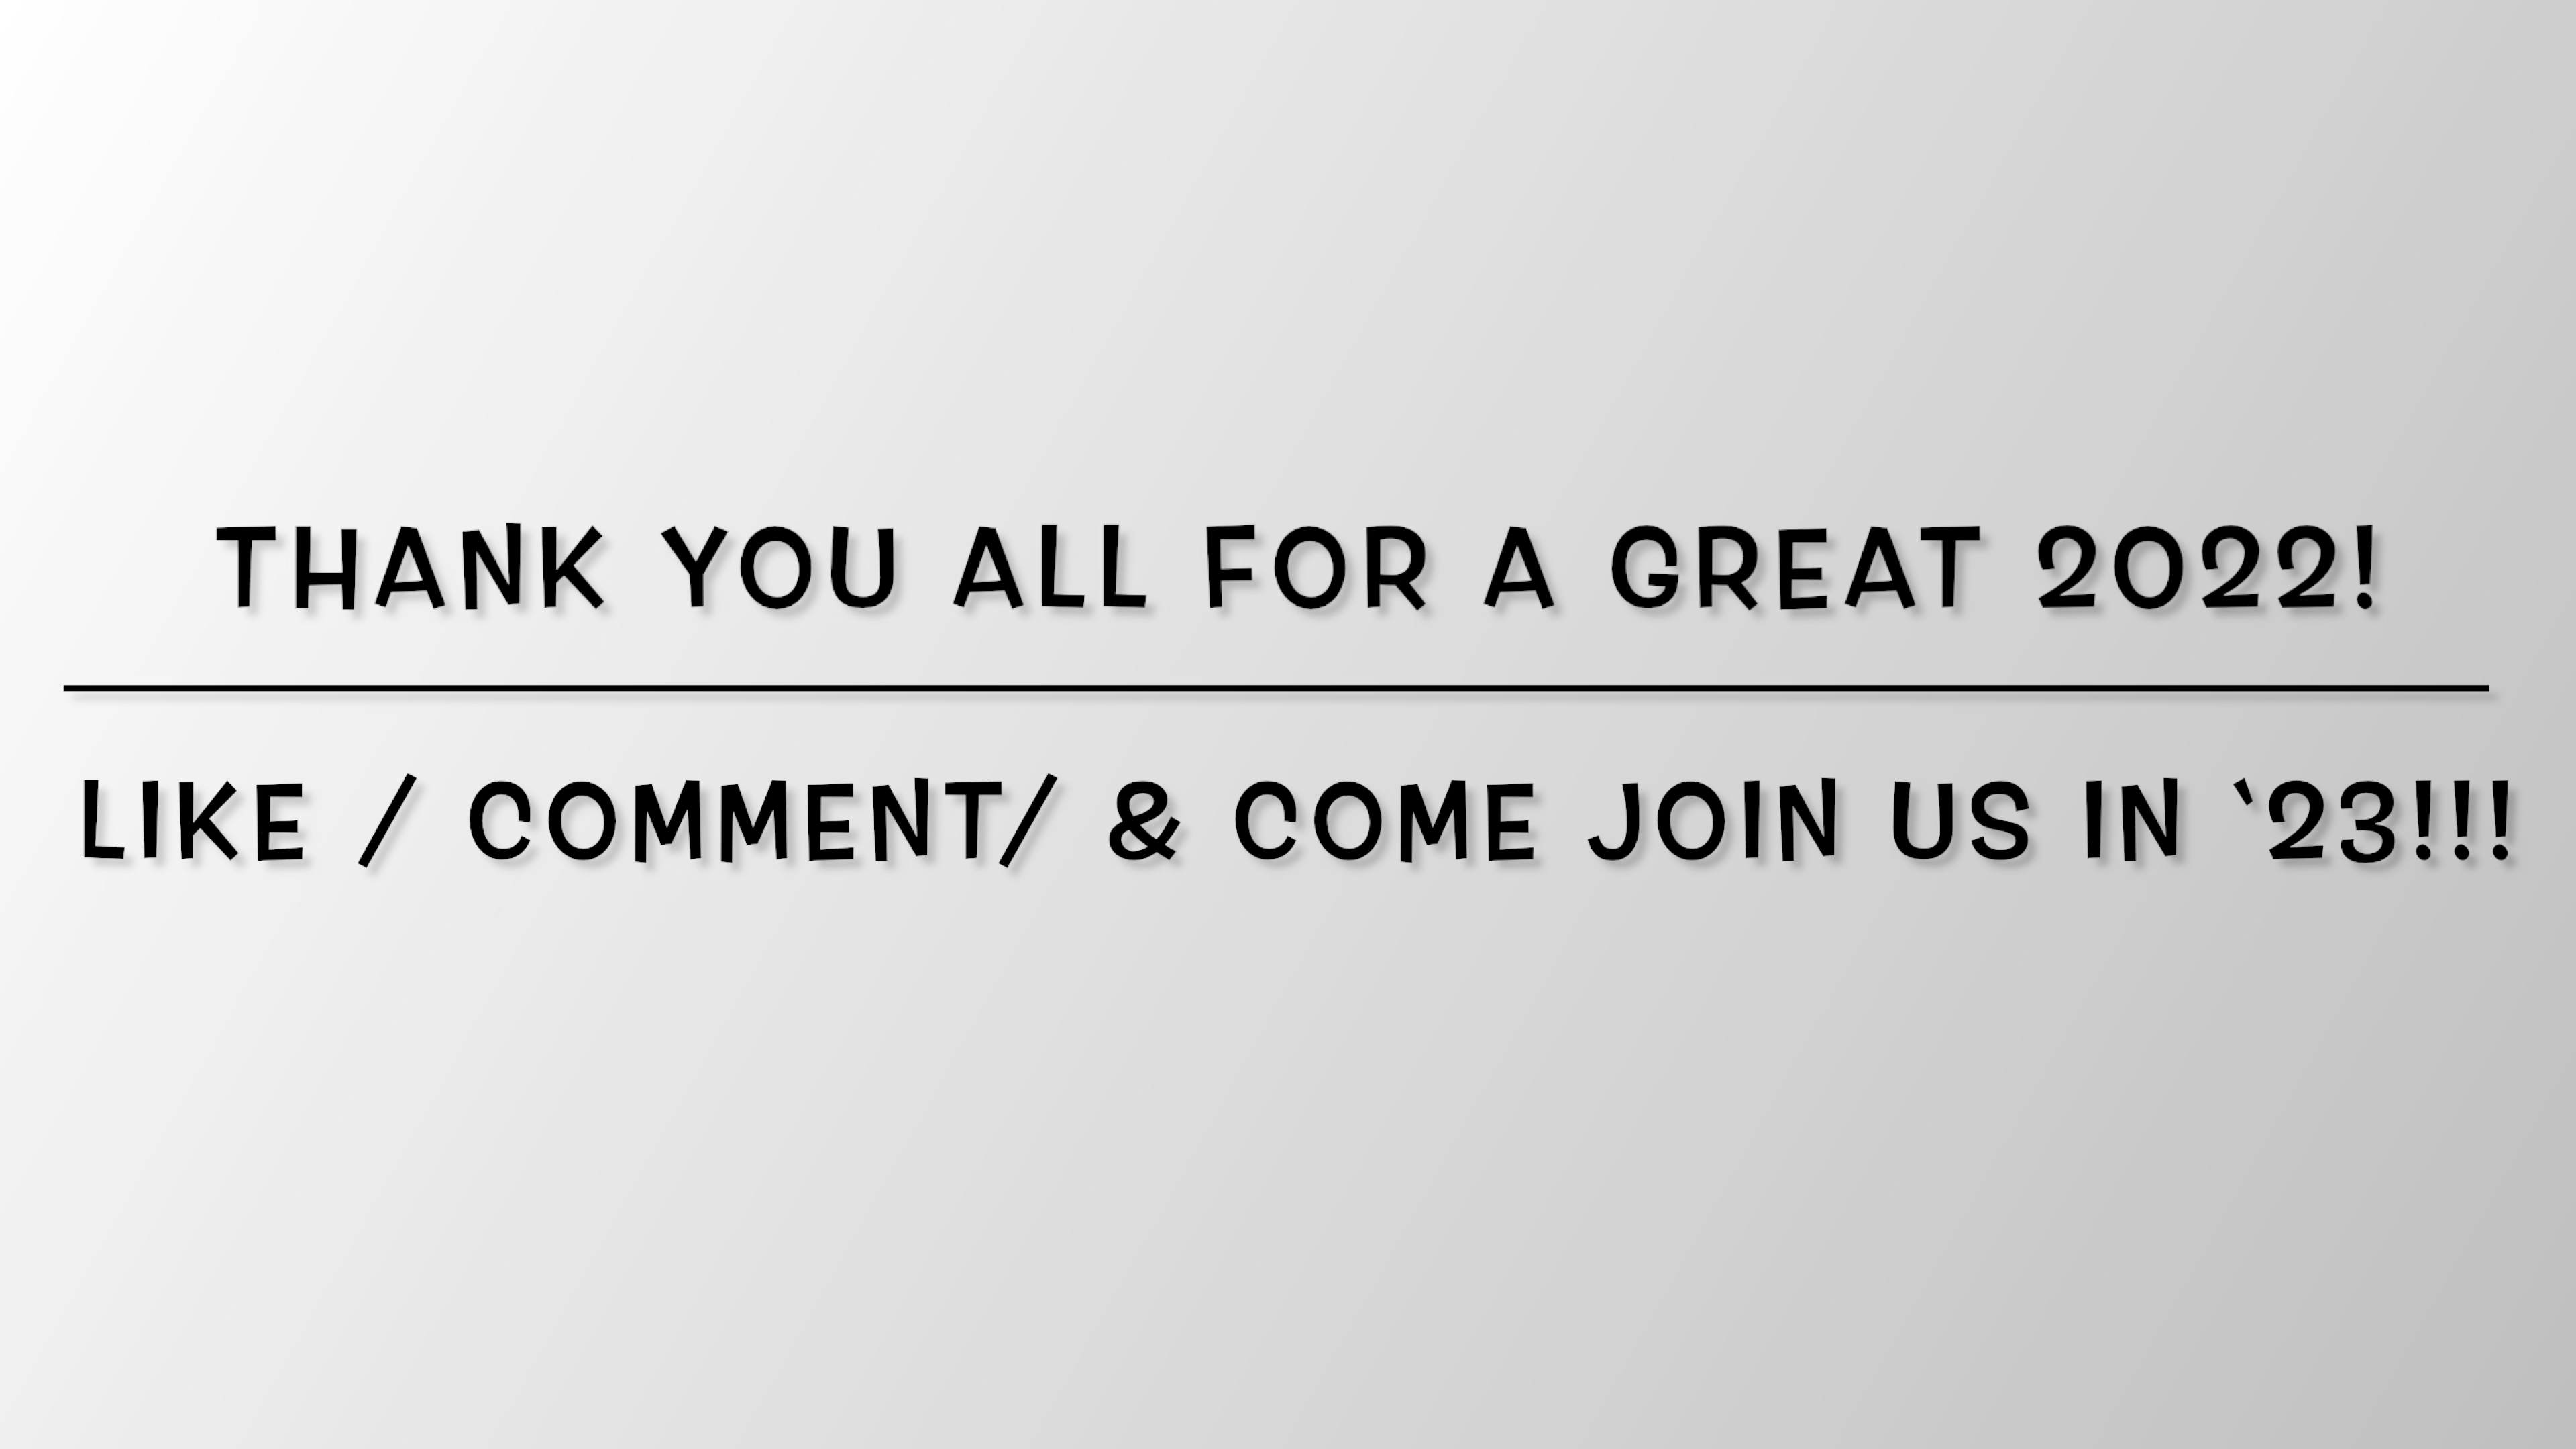 THANK YOU ALL FOR A GREAT 2022!
LIKE / COMMENT/ & COME JOIN US IN ‘23!!!